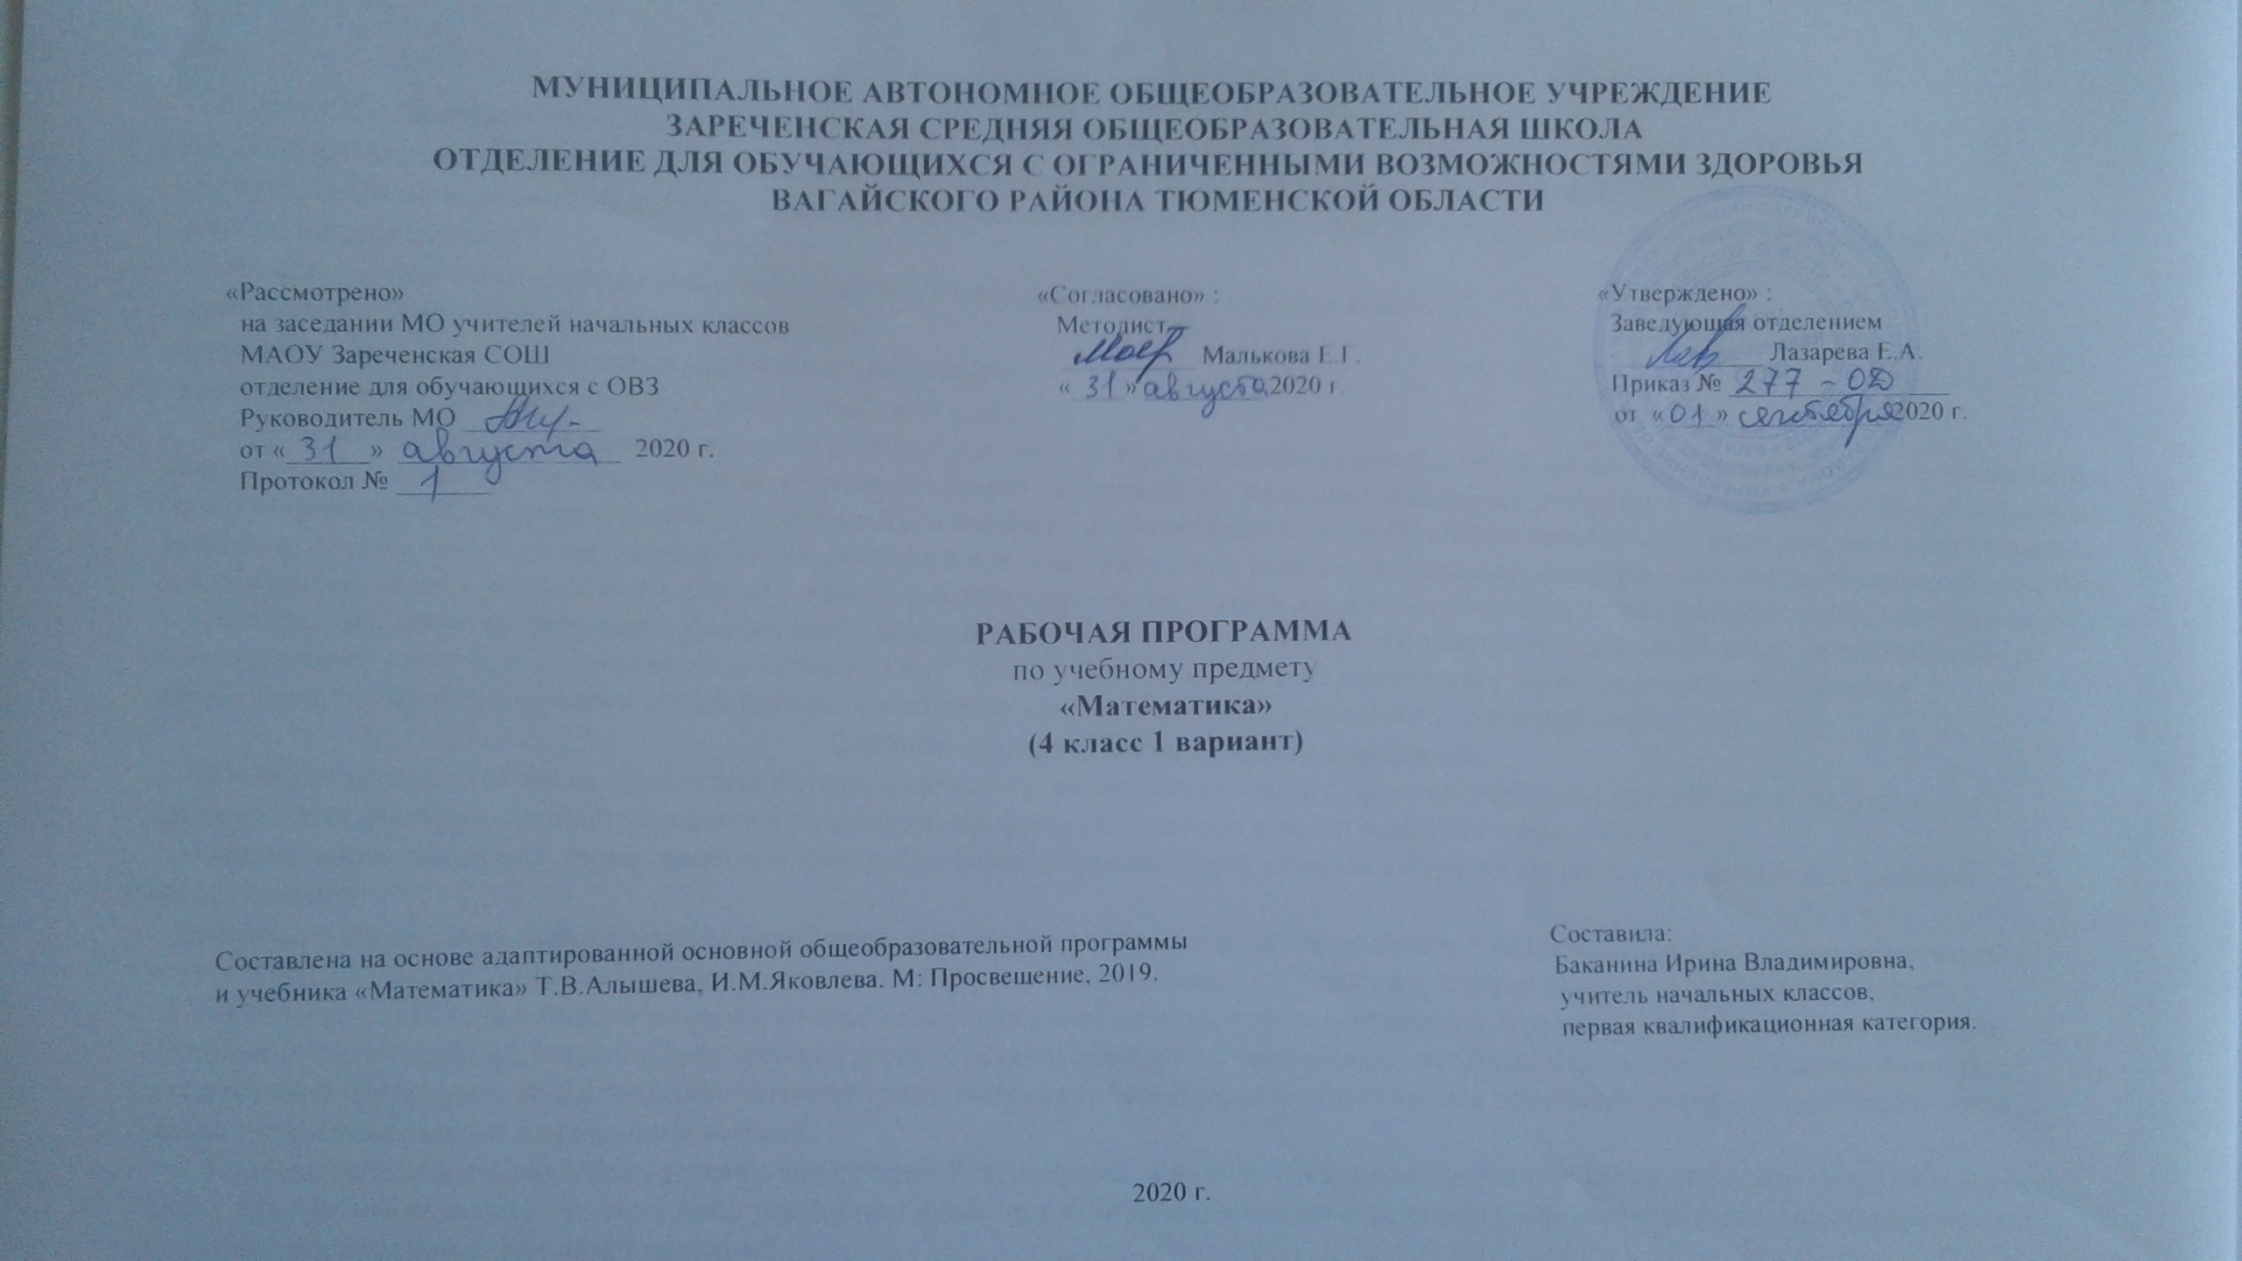 МУНИЦИПАЛЬНОЕ АВТОНОМНОЕ ОБЩЕОБРАЗОВАТЕЛЬНОЕ УЧРЕЖДЕНИЕ
ЗАРЕЧЕНСКАЯ СРЕДНЯЯ ОБЩЕОБРАЗОВАТЕЛЬНАЯ ШКОЛА
ОТДЕЛЕНИЕ ДЛЯ ОБУЧАЮЩИХСЯ С ОГРАНИЧЕННЫМИ ВОЗМОЖНОСТЯМИ ЗДОРОВЬЯ
ВАГАЙСКОГО РАЙОНА ТЮМЕНСКОЙ ОБЛАСТИ
«Рассмотрено»
на заседании МО учителей начальных классов
МАОУ Зареченская СОШ
отделение для обучающихся с ОВЗ
Руководитель МО
от « 31 » августа 2020 г.
Протокол № 1
«Согласовано» :
Методист
Малькова Е.Г.
« 31 » августа 2020 г.
«Утверждено» :
Заведующая отделением
Лазарева Е.А.
Приказ № 277 - ОД
от «01» сентября 2020 г.
РАБОЧАЯ ПРОГРАММА
по учебному предмету
«Математика»
(4 класс 1 вариант)
Составлена на основе адаптированной основной общеобразовательной программы
и учебника «Математика» Т.В.Алышева, И.М.Яковлева. М: Просвещение, 2019.
Составила:
Баканина Ирина Владимировна,
учитель начальных классов,
первая квалификационная категория.
2020 г.